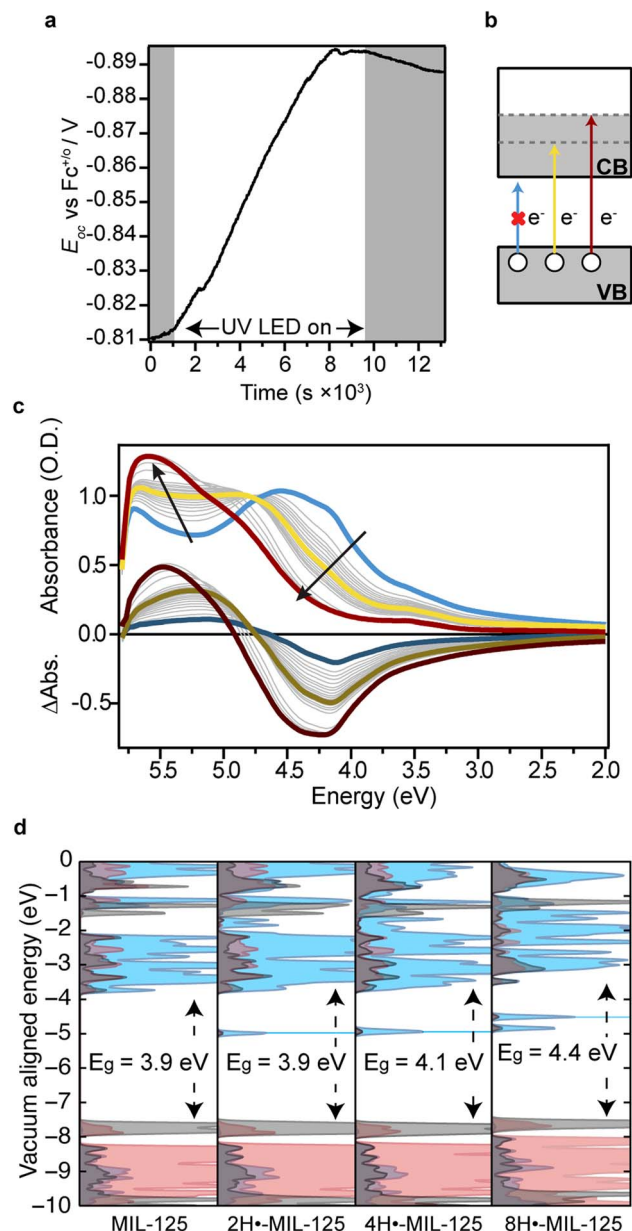 a
-0.89
-0.88
-0.87
-0.86
-0.85
-0.84
-0.83
-0.82
-0.81
E_oc vs Fc^+/o / V
UV LED on
0 2 4 6 8 10 12
Time (s ×10³)
b
CB
e⁻ e⁻ e⁻
VB
c
Absorbance (O.D.)
ΔAbs.
1.0
0.5
0.0
-0.5
5.5 5.0 4.5 4.0 3.5 3.0 2.5 2.0
Energy (eV)
d
Vacuum aligned energy (eV)
0
−1
−2
−3
−4
−5
−6
−7
−8
−9
−10
E_g = 3.9 eV E_g = 3.9 eV E_g = 4.1 eV E_g = 4.4 eV
MIL-125 2H•-MIL-125 4H•-MIL-125 8H•-MIL-125